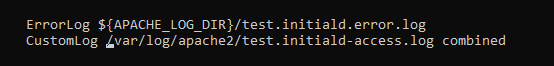 ErrorLog ${APACHE_LOG_DIR}/test.initiald.error.log
CustomLog /var/log/apache2/test.initiald-access.log combined